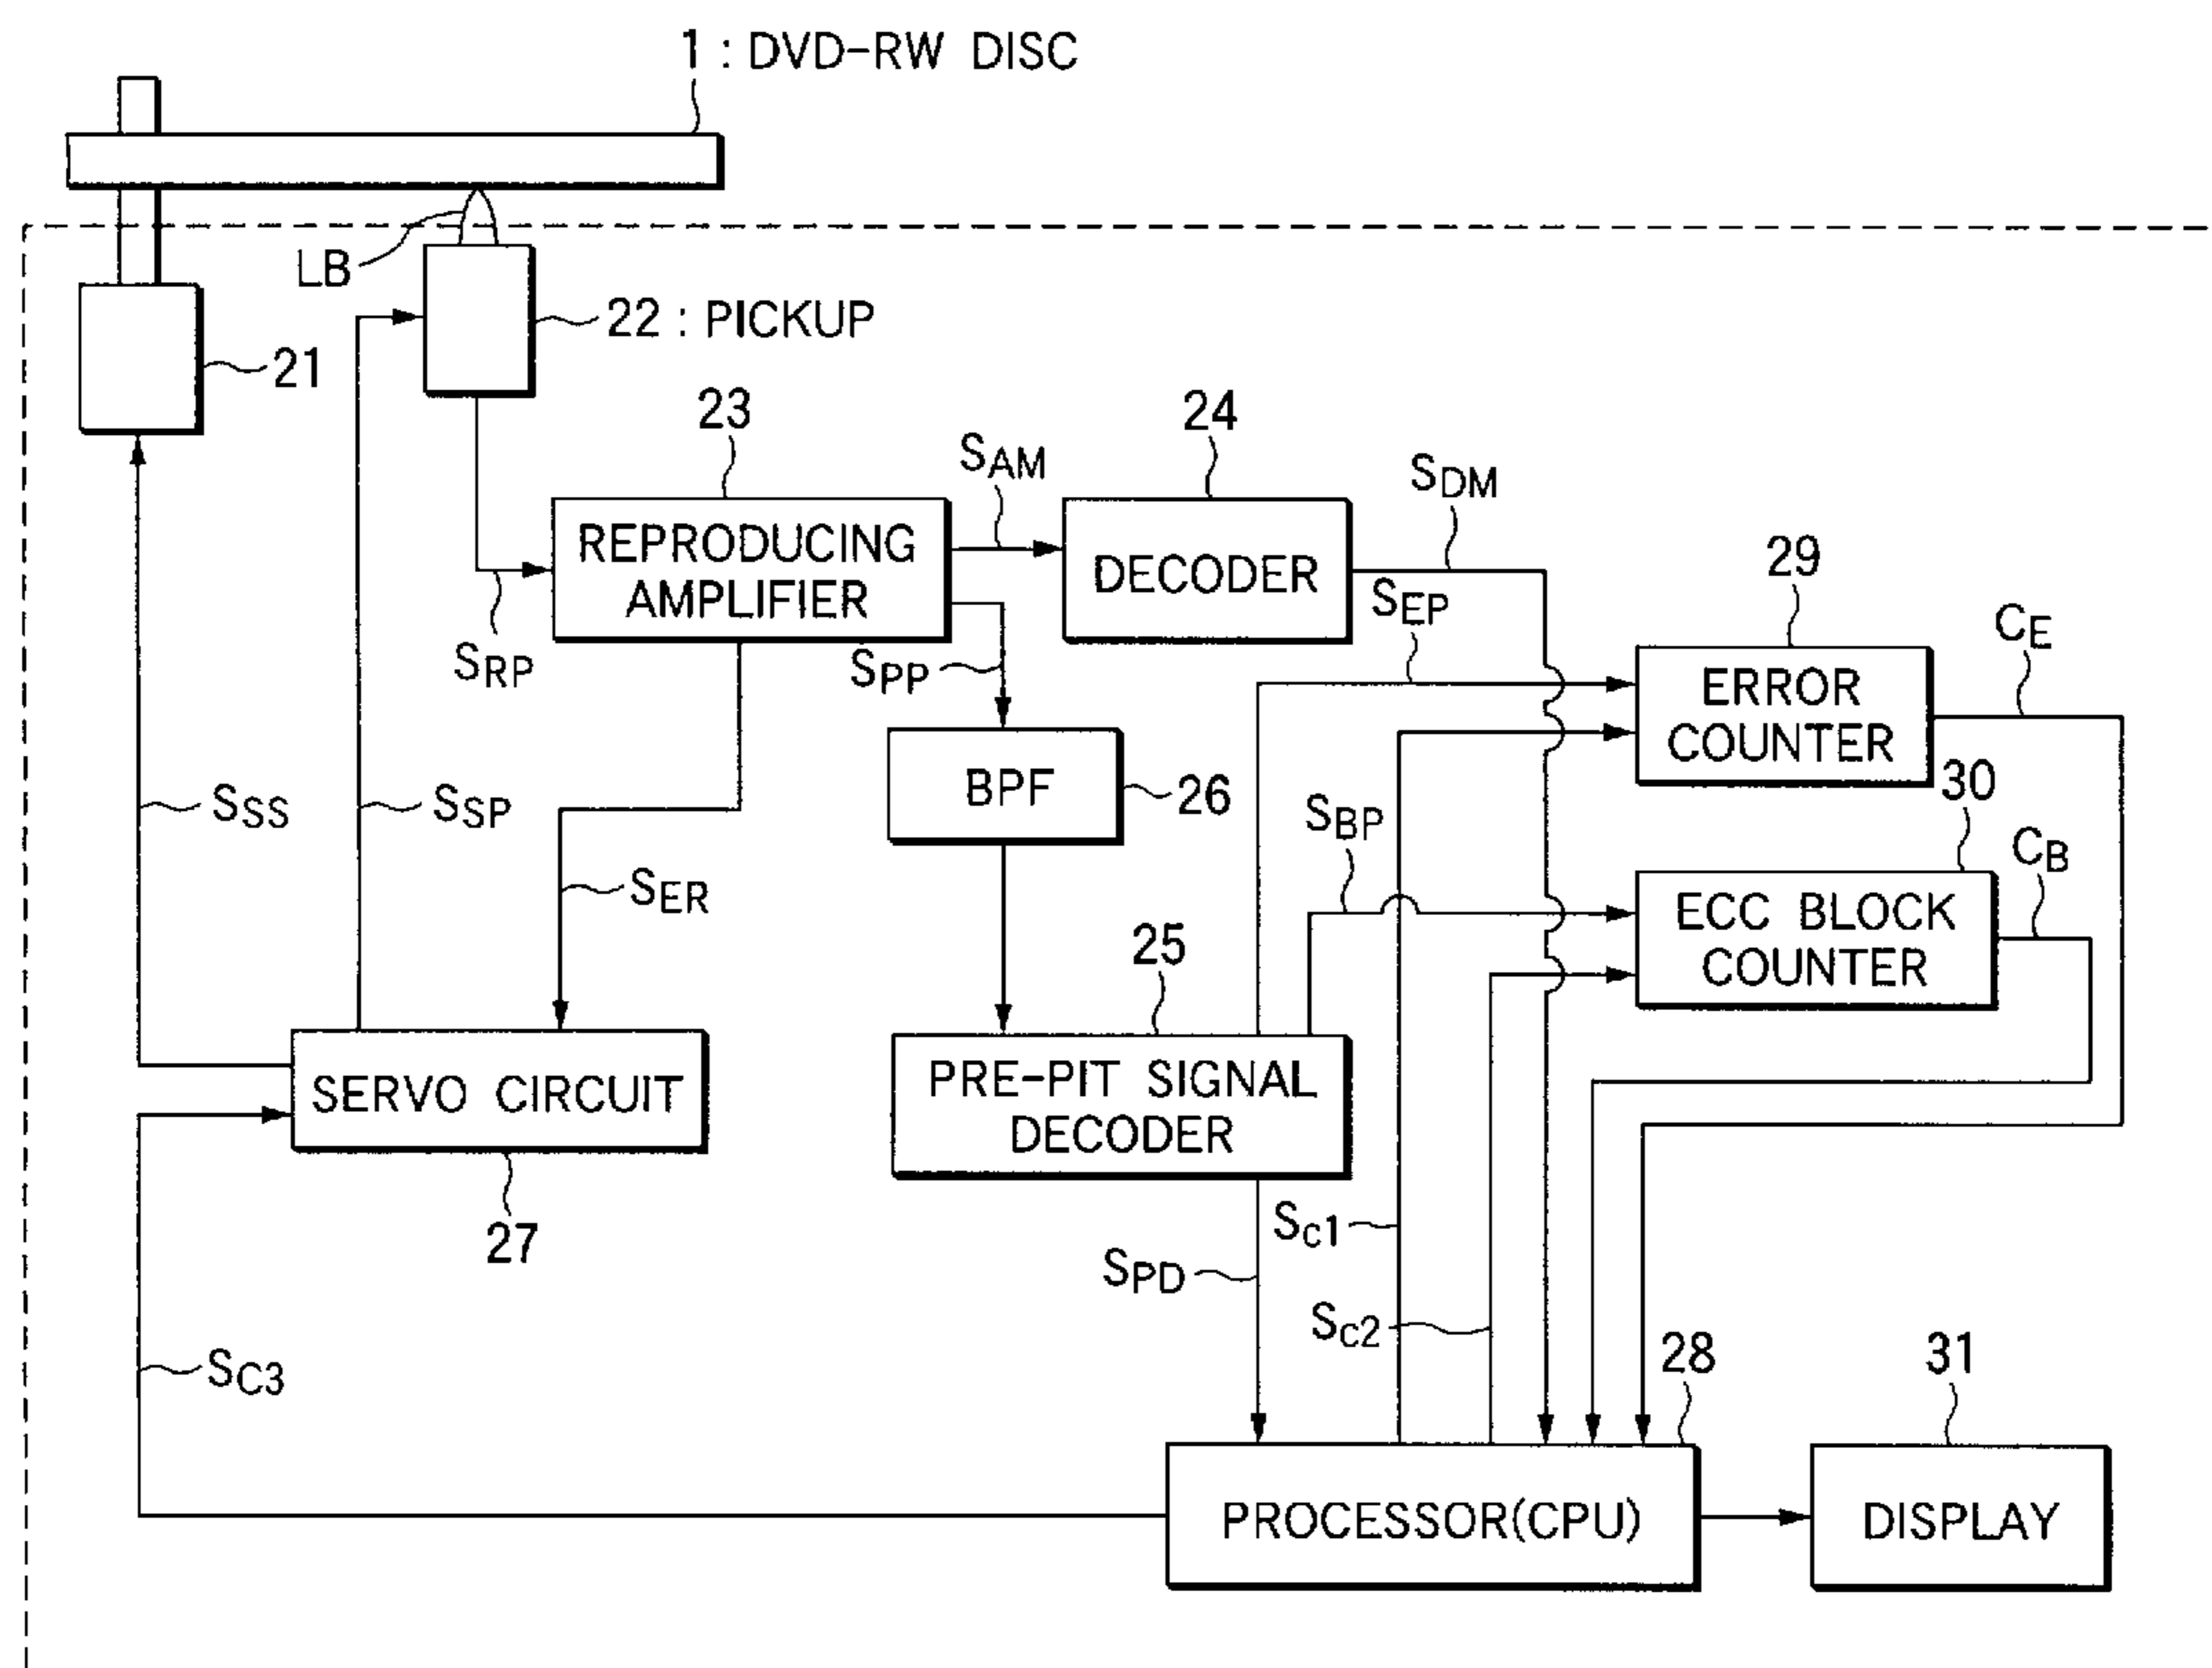 1 : DVD-RW DISC
LB
22 : PICKUP
21
23
24
SAM
SDM
REPRODUCING
AMPLIFIER
DECODER
29
SEP
CE
SRP
SPP
ERROR
COUNTER
BPF
26
30
SSS
SSP
SBP
CB
SER
ECC BLOCK
COUNTER
25
SERVO CIRCUIT
PRE-PIT SIGNAL
DECODER
27
SC1
SPD
SC2
28
31
SC3
PROCESSOR(CPU)
DISPLAY